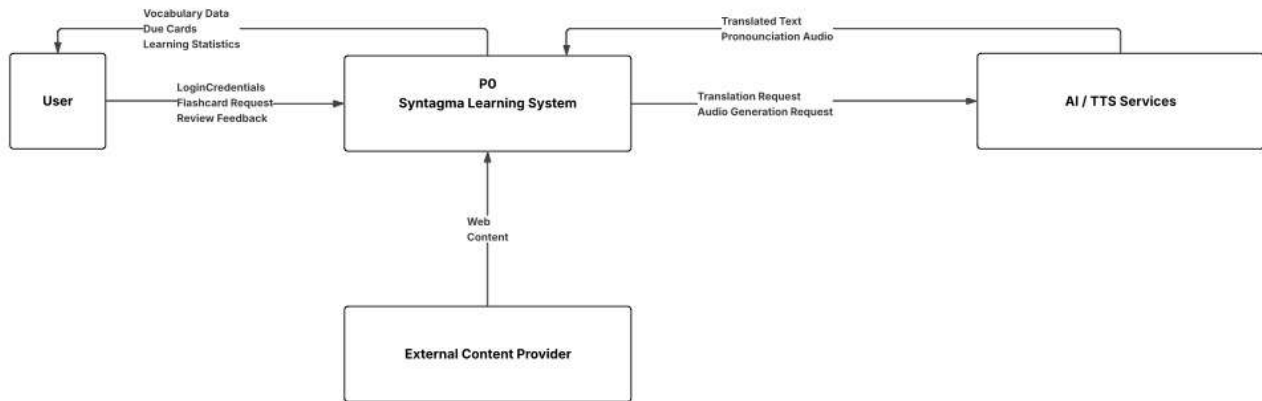 Vocabulary Data
Due Cards
Learning Statistics
Translated Text
Pronounciation Audio
User
LoginCredentials
Flashcard Request
Review Feedback
P0
Syntagma Learning System
Translation Request
Audio Generation Request
AI / TTS Services
Web
Content
External Content Provider